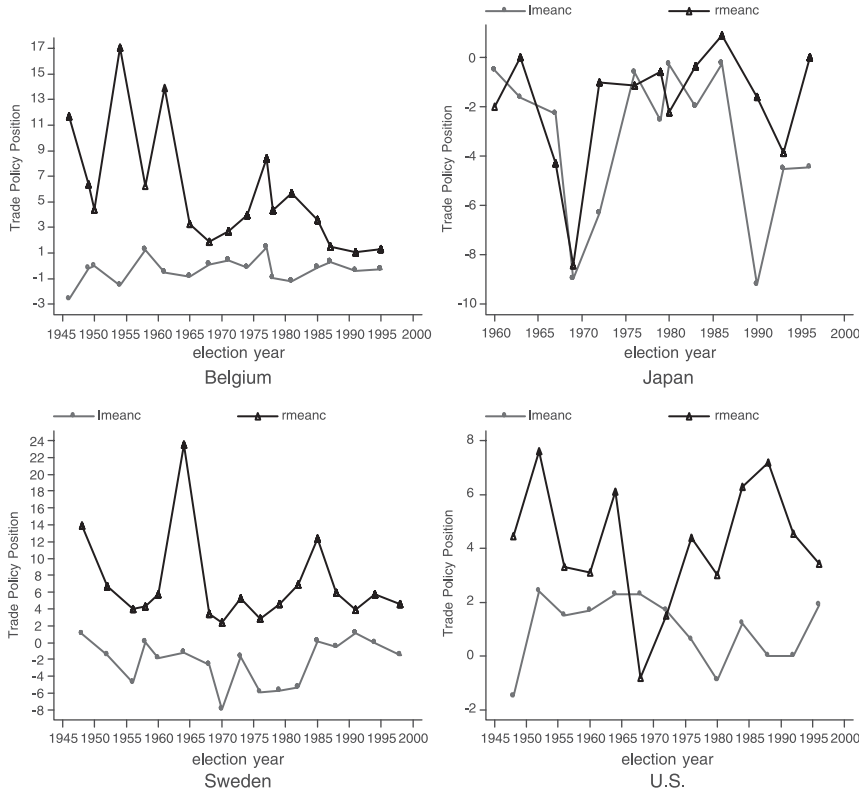 17
15
13
11
9
7
5
3
1
-1
-3
Trade Policy Position
1945 1950 1955 1960 1965 1970 1975 1980 1985 1990 1995 2000
election year
Belgium
lmeanc rmeanc
0
-2
-4
-6
-8
-10
Trade Policy Position
1960 1965 1970 1976 1980 1986 1990 1996 2000
election year
Japan
lmeanc rmeanc
24
22
20
18
16
14
12
10
8
6
4
2
0
-2
-4
-6
-8
Trade Policy Position
1945 1950 1955 1960 1965 1970 1975 1980 1985 1990 1995 2000
election year
Sweden
lmeanc rmeanc
8
6
4
2
0
-2
Trade Policy Position
1945 1950 1955 1960 1965 1970 1975 1980 1985 1990 1995 2000
election year
U.S.